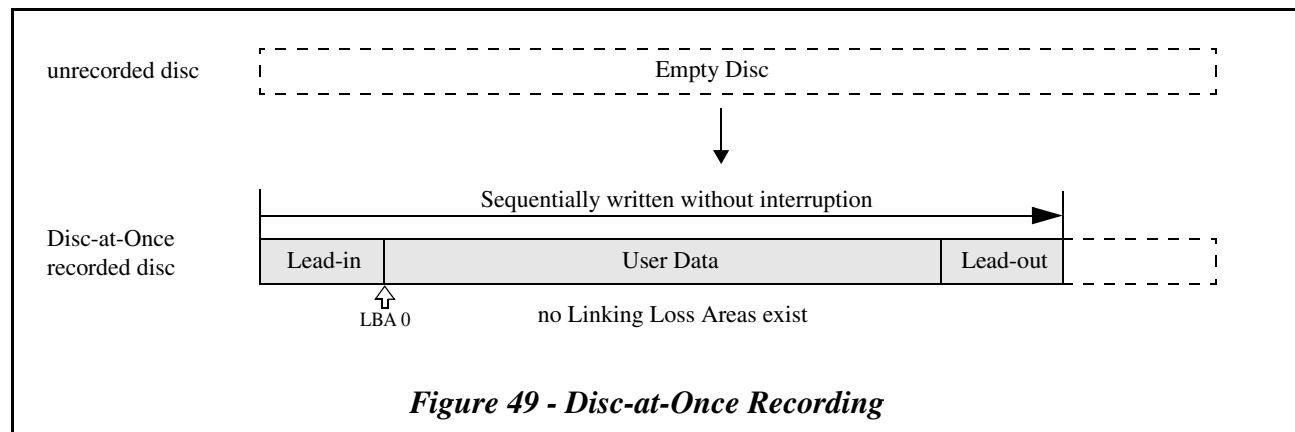 unrecorded disc
Empty Disc
Sequentially written without interruption
Disc-at-Once
recorded disc
Lead-in
User Data
Lead-out
LBA 0
no Linking Loss Areas exist
Figure 49 - Disc-at-Once Recording